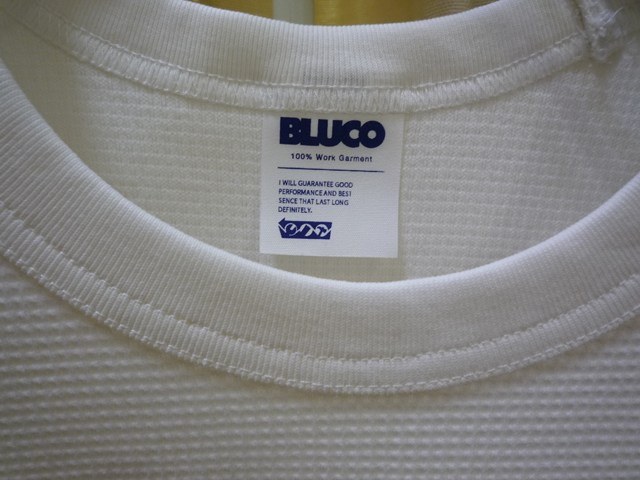 BLUCO
100% Work Garment
I WILL GUARANTEE GOOD
PERFORMANCE AND BEST
SENCE THAT LAST LONG
DEFINITELY.